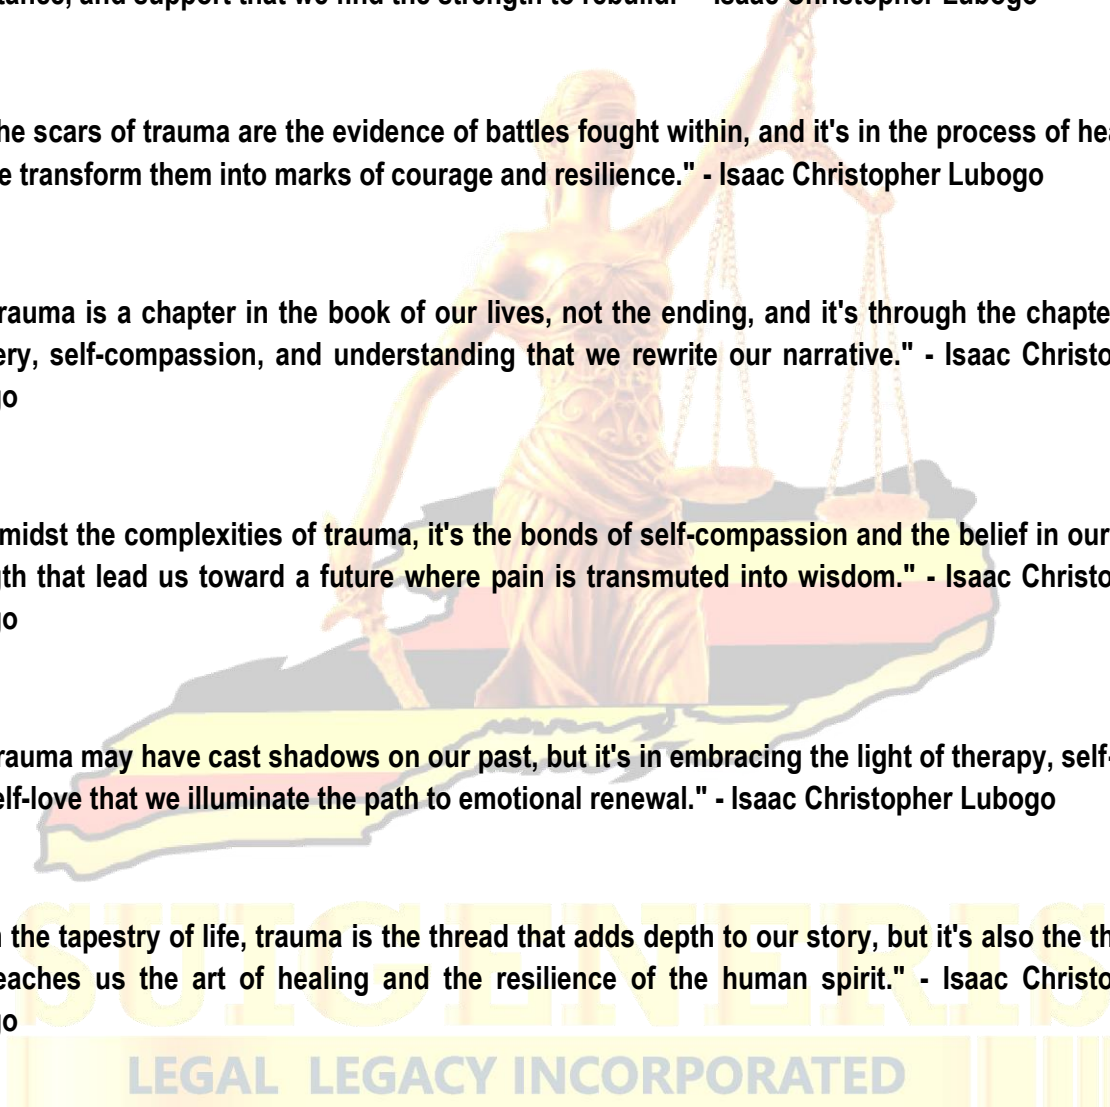 tance, and support that we find the strength to rebuild." - Isaac Christopher Lubogo
he scars of trauma are the evidence of battles fought within, and it's in the process of hea
e transform them into marks of courage and resilience." - Isaac Christopher Lubogo
rauma is a chapter in the book of our lives, not the ending, and it's through the chapte
ery, self-compassion, and understanding that we rewrite our narrative." - Isaac Christo
go
midst the complexities of trauma, it's the bonds of self-compassion and the belief in our
gth that lead us toward a future where pain is transmuted into wisdom." - Isaac Christo
go
rauma may have cast shadows on our past, but it's in embracing the light of therapy, self-
elf-love that we illuminate the path to emotional renewal." - Isaac Christopher Lubogo
n the tapestry of life, trauma is the thread that adds depth to our story, but it's also the th
eaches us the art of healing and the resilience of the human spirit." - Isaac Christo
go
SUIGENERIS
LEGAL LEGACY INCORPORATED